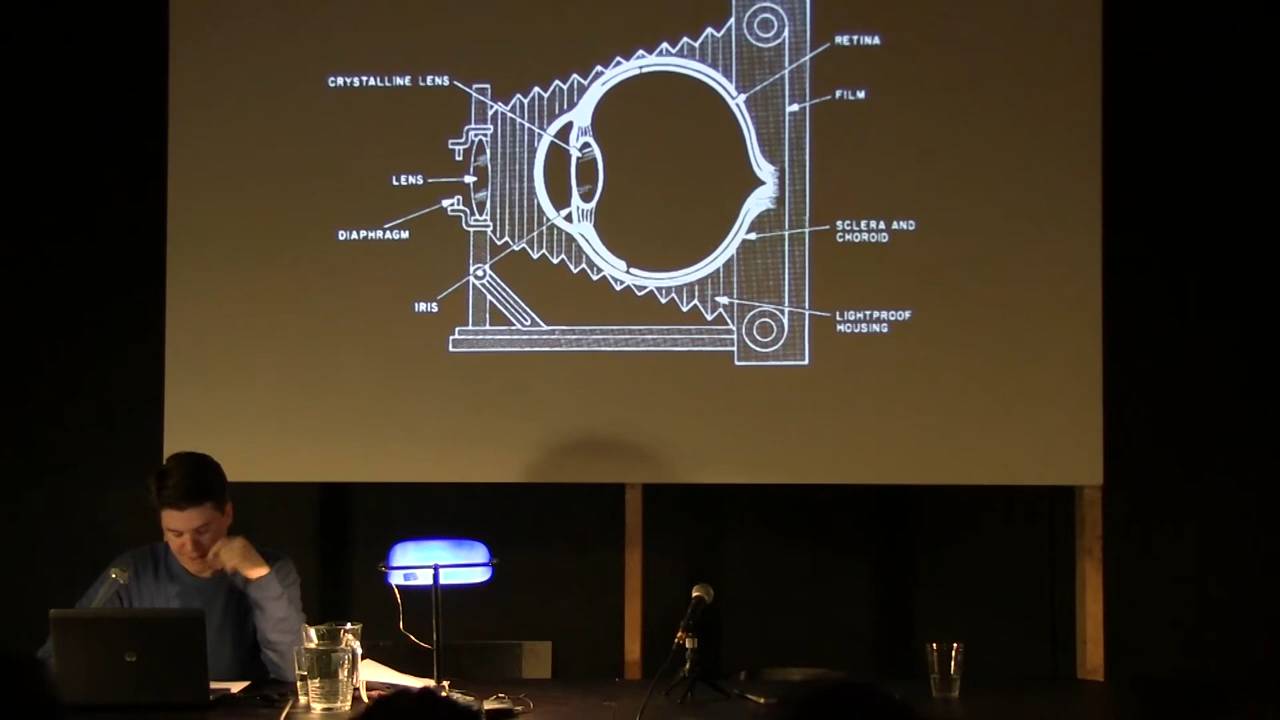 RETINA
CRYSTALLINE LENS
FILM
LENS
DIAPHRAGM
SCLERA AND
CHOROID
IRIS
LIGHTPROOF
HOUSING